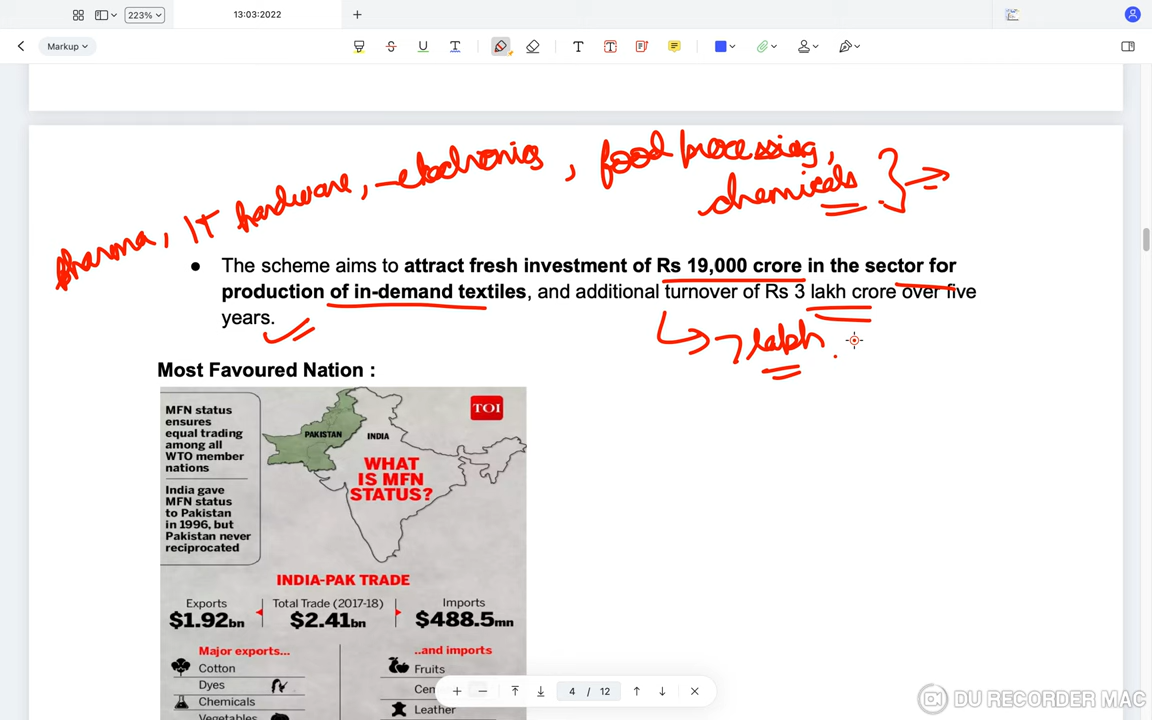 223%
13:03:2022
Markup
pharma, IT hardware, electronics, food processing,
chemicals
The scheme aims to attract fresh investment of Rs 19,000 crore in the sector for
production of in-demand textiles, and additional turnover of Rs 3 lakh crore over five
years.
7 lakh
Most Favoured Nation :
MFN status
ensures
equal trading
among all
WTO member
nations
India gave
MFN status
to Pakistan
in 1996, but
Pakistan never
reciprocated
TOI
PAKISTAN
INDIA
WHAT
IS MFN
STATUS?
INDIA-PAK TRADE
Exports
$1.92bn
Total Trade (2017-18)
$2.41bn
Imports
$488.5mn
Major exports...
Cotton
Dyes
Chemicals
Vegetables
..and imports
Fruits
Cem
Leather
4 / 12
DU RECORDER MAC